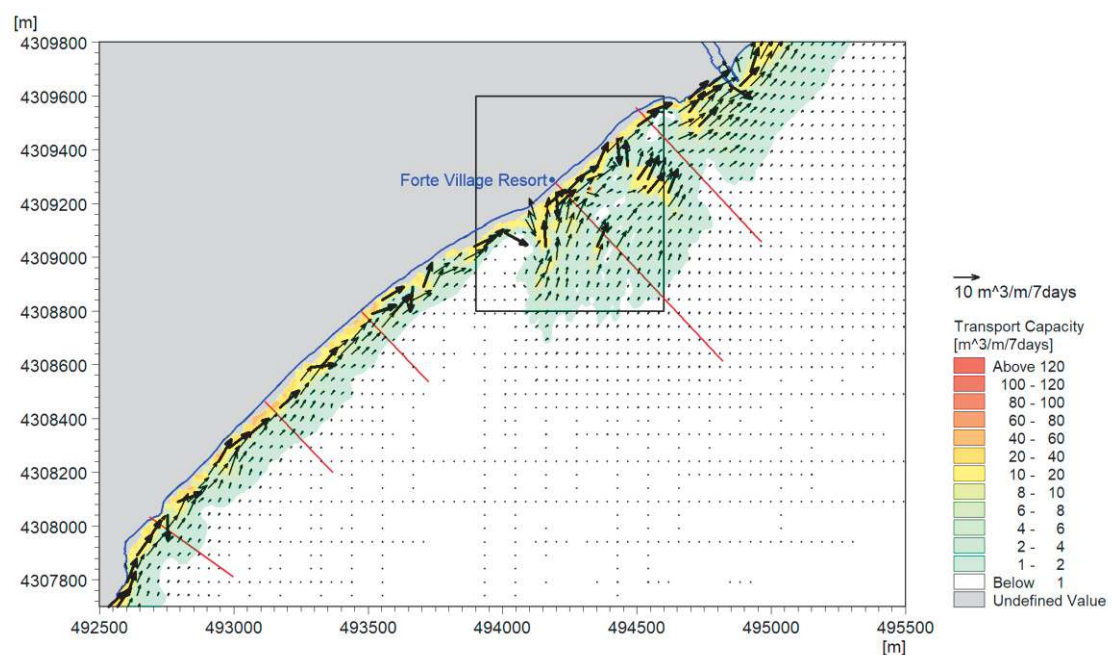 [m]
4309800
4309600
4309400
Forte Village Resort
4309200
4309000
4308800
4308600
4308400
4308200
4308000
4307800
492500 493000 493500 494000 494500 495000 495500
[m]
10 m^3/m/7days
Transport Capacity
[m^3/m/7days]
Above 120
100 - 120
80 - 100
60 - 80
40 - 60
20 - 40
10 - 20
8 - 10
6 - 8
4 - 6
2 - 4
1 - 2
Below 1
Undefined Value